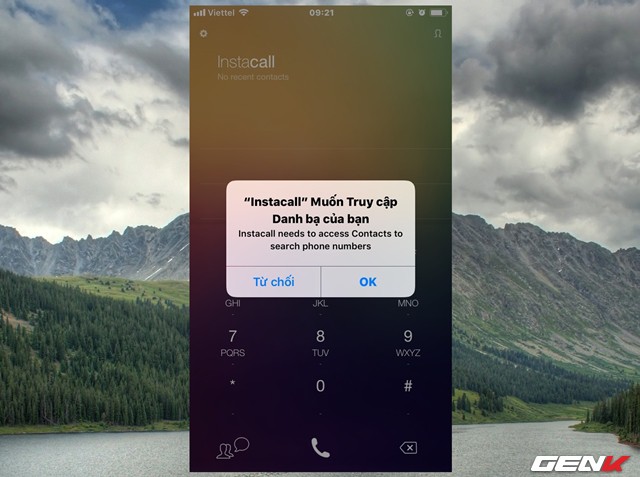 Viettel 09:21
Instacall
No recent contacts
“Instacall” Muốn Truy cập
Danh bạ của bạn
Instacall needs to access Contacts to
search phone numbers
Từ chối OK
GHI JKL MNO
7 8 9
PQRS TUV WXYZ
* 0 #
GENK